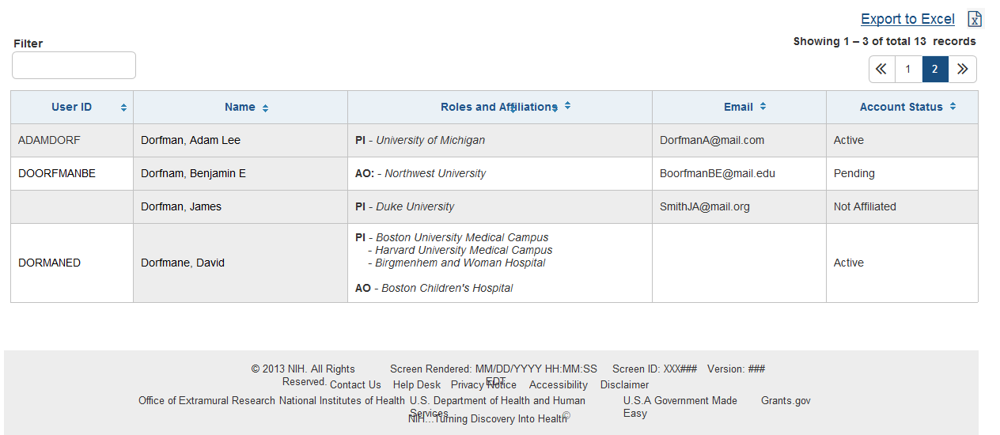 Export to Excel
Filter
Showing 1 – 3 of total 13 records
1 2
User ID Name Roles and Affiliations Email Account Status
ADAMDORF Dorfman, Adam Lee PI - University of Michigan DorfmanA@mail.com Active
DOORFMANBE Dorfnam, Benjamin E AO: - Northwest University BoorfmanBE@mail.edu Pending
Dorfman, James PI - Duke University SmithJA@mail.org Not Affiliated
PI - Boston University Medical Campus
- Harvard University Medical Campus
DORMANED Dorfmane, David - Birgmenhem and Woman Hospital Active
AO - Boston Children's Hospital
© 2013 NIH. All Rights Screen Rendered: MM/DD/YYYY HH:MM:SS Screen ID: XXX### Version: ###
Reserved. EDT
Contact Us Help Desk Privacy Notice Accessibility Disclaimer
Office of Extramural Research National Institutes of Health U.S. Department of Health and Human U.S.A Government Made Grants.gov
Services Easy
NIH...Turning Discovery Into Health ©